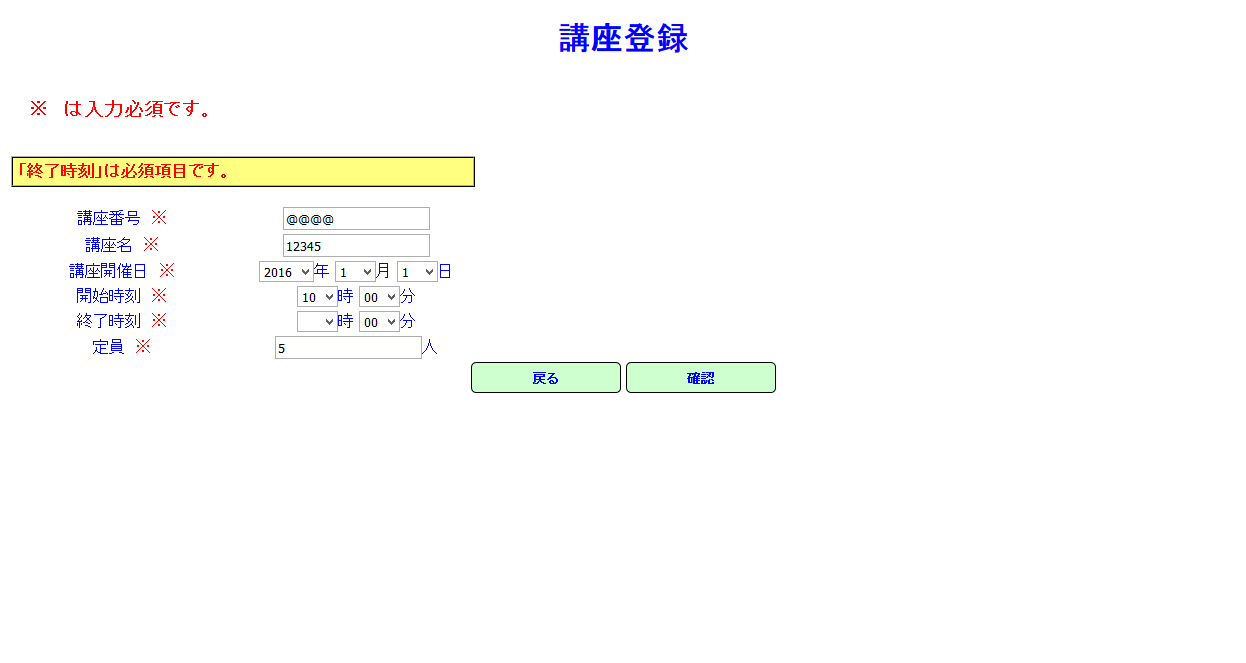 講座登録
※ は入力必須です。
「終了時刻」は必須項目です。
講座番号 ※ @@@@
講座名 ※ 12345
講座開催日 ※ 2016 年 1 月 1 日
開始時刻 ※ 10 時 00 分
終了時刻 ※ 時 00 分
定員 ※ 5 人
戻る 確認